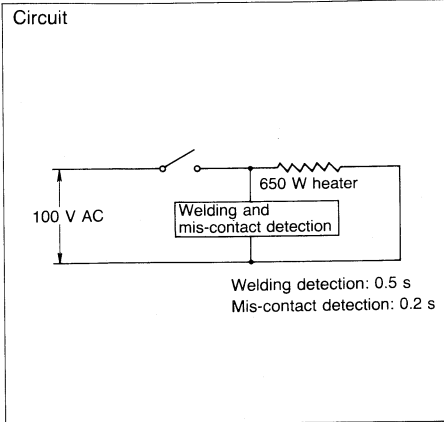 Circuit
650 W heater
100 V AC
Welding and
mis-contact detection
Welding detection: 0.5 s
Mis-contact detection: 0.2 s